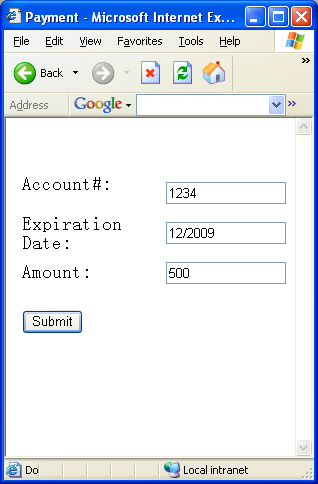 Payment - Microsoft Internet Ex...
File Edit View Favorites Tools Help
Back
Address Google
Account#: 1234
Expiration Date: 12/2009
Amount: 500
Submit
Do Local intranet